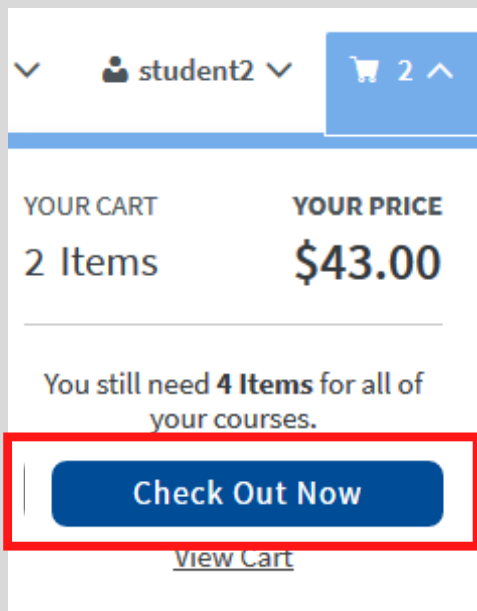 student2 2
YOUR CART YOUR PRICE
2 Items $43.00
You still need 4 Items for all of
your courses.
Check Out Now
View Cart